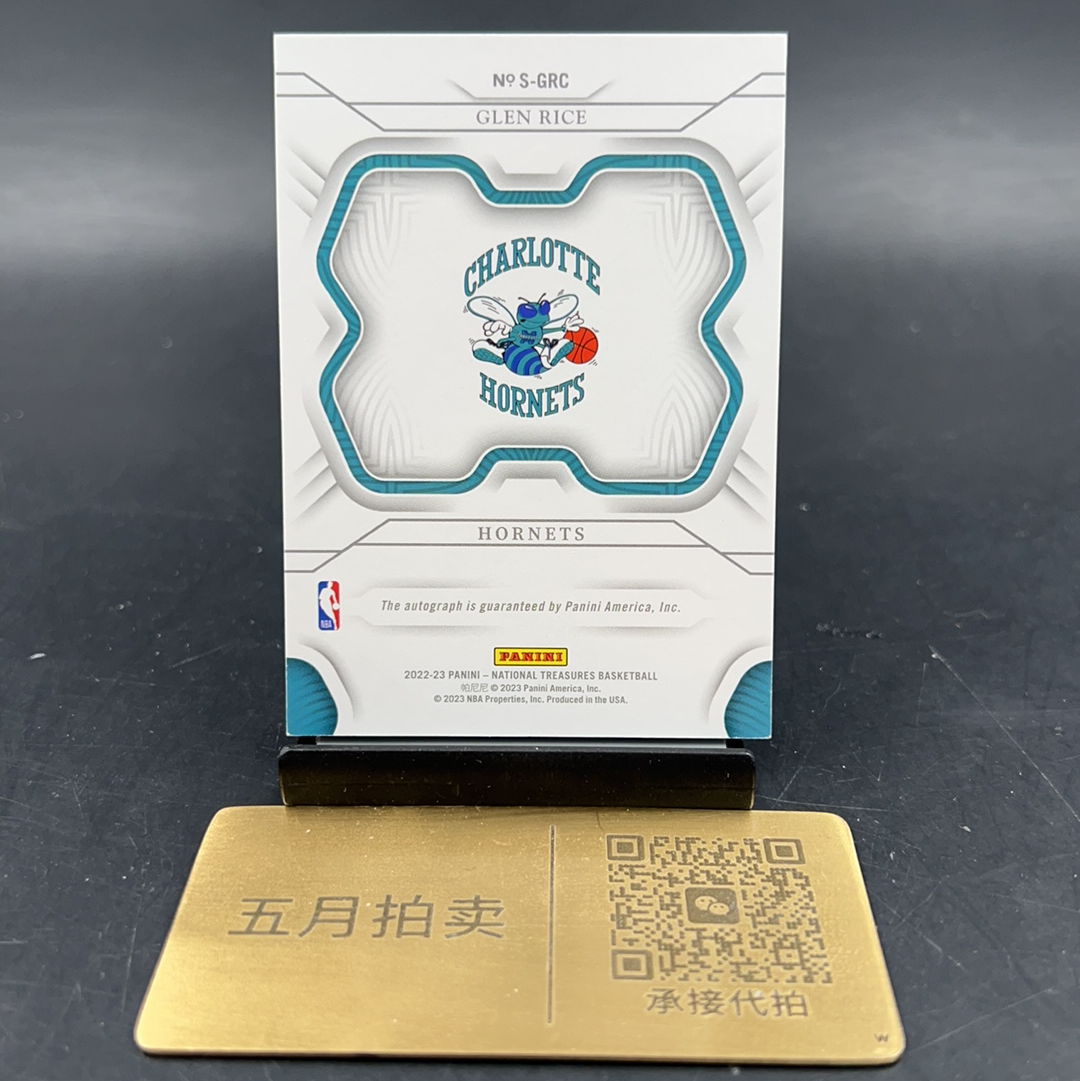 Nº S-GRC
GLEN RICE
CHARLOTTE
HORNETS
HORNETS
NBA
The autograph is guaranteed by Panini America, Inc.
PANINI
2022-23 PANINI – NATIONAL TREASURES BASKETBALL
帕尼尼 © 2023 Panini America, Inc.
© 2023 NBA Properties, Inc. Produced in the USA.
五月拍卖
承接代拍
W